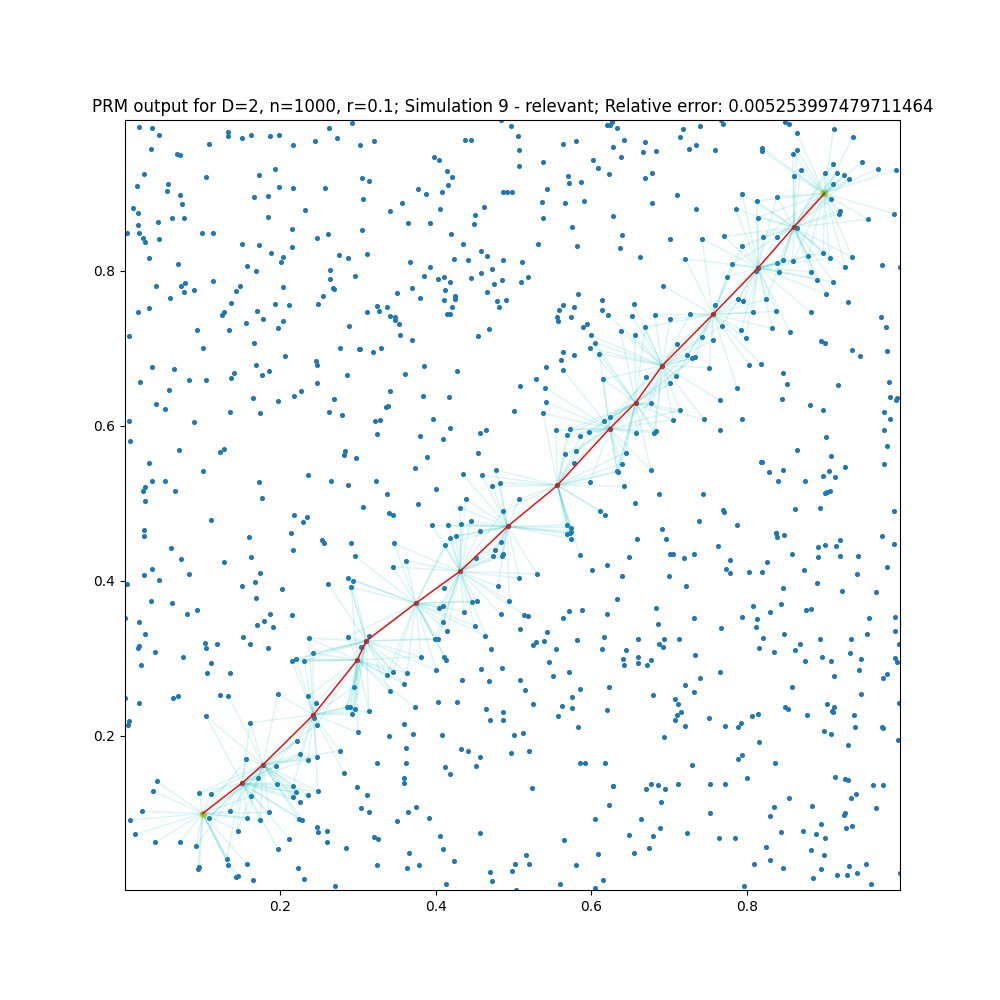 PRM output for D=2, n=1000, r=0.1; Simulation 9 - relevant; Relative error: 0.005253997479711464
0.8
0.6
0.4
0.2
0.2 0.4 0.6 0.8